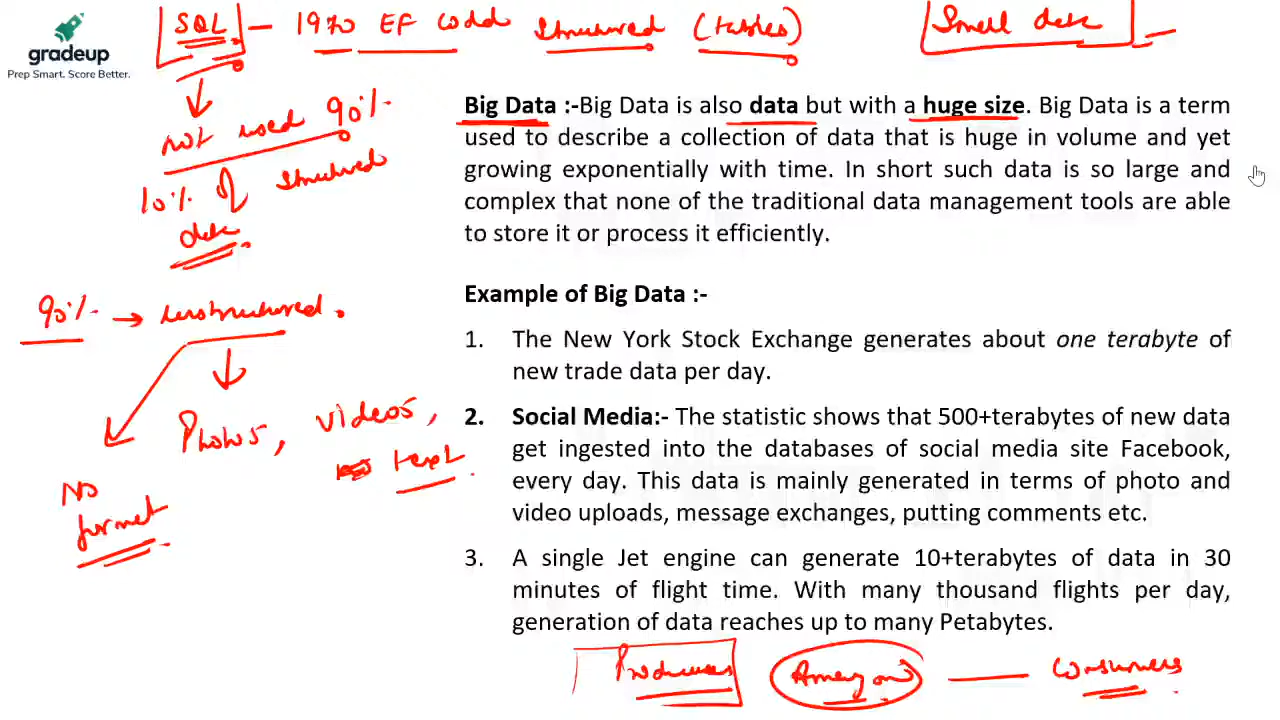 SQL - 1970 EF Codd structured (tables)
Small data
gradeup
Prep Smart. Score Better.
not used 90%
10% of structured
data
90% → unstructured.
Photos, videos,
text
No
format
Big Data :-Big Data is also data but with a huge size. Big Data is a term
used to describe a collection of data that is huge in volume and yet
growing exponentially with time. In short such data is so large and
complex that none of the traditional data management tools are able
to store it or process it efficiently.
Example of Big Data :-
1. The New York Stock Exchange generates about one terabyte of
new trade data per day.
2. Social Media:- The statistic shows that 500+terabytes of new data
get ingested into the databases of social media site Facebook,
every day. This data is mainly generated in terms of photo and
video uploads, message exchanges, putting comments etc.
3. A single Jet engine can generate 10+terabytes of data in 30
minutes of flight time. With many thousand flights per day,
generation of data reaches up to many Petabytes.
Producers Amazon — Consumers